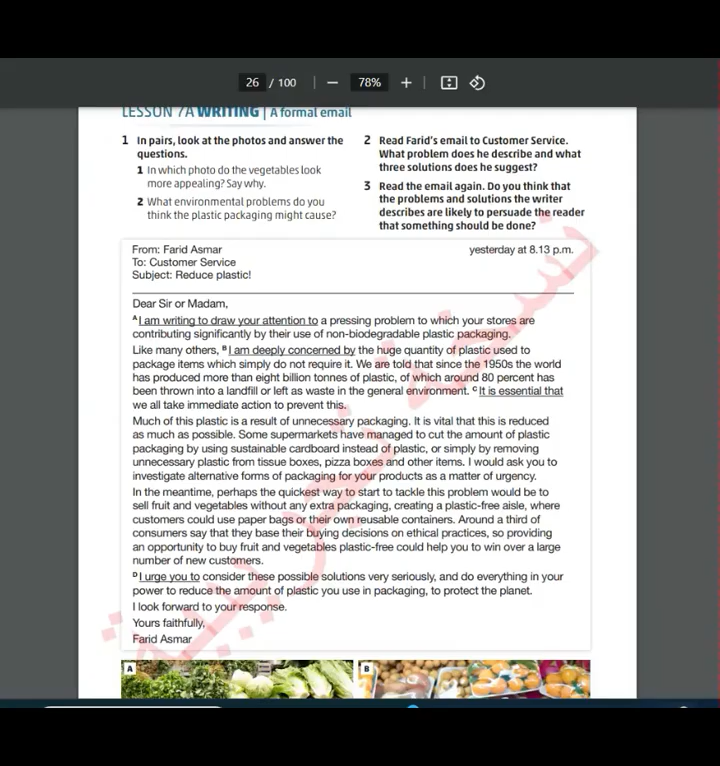 26 / 100 | − 78% + |
LESSON 7A WRITING | A formal email
1 In pairs, look at the photos and answer the
questions.
1 In which photo do the vegetables look
more appealing? Say why.
2 What environmental problems do you
think the plastic packaging might cause?
2 Read Farid's email to Customer Service.
What problem does he describe and what
three solutions does he suggest?
3 Read the email again. Do you think that
the problems and solutions the writer
describes are likely to persuade the reader
that something should be done?
From: Farid Asmar
yesterday at 8.13 p.m.
To: Customer Service
Subject: Reduce plastic!
Dear Sir or Madam,
A I am writing to draw your attention to a pressing problem to which your stores are
contributing significantly by their use of non-biodegradable plastic packaging.
Like many others, B I am deeply concerned by the huge quantity of plastic used to
package items which simply do not require it. We are told that since the 1950s the world
has produced more than eight billion tonnes of plastic, of which around 80 percent has
been thrown into a landfill or left as waste in the general environment. C It is essential that
we all take immediate action to prevent this.
Much of this plastic is a result of unnecessary packaging. It is vital that this is reduced
as much as possible. Some supermarkets have managed to cut the amount of plastic
packaging by using sustainable cardboard instead of plastic, or simply by removing
unnecessary plastic from tissue boxes, pizza boxes and other items. I would ask you to
investigate alternative forms of packaging for your products as a matter of urgency.
In the meantime, perhaps the quickest way to start to tackle this problem would be to
sell fruit and vegetables without any extra packaging, creating a plastic-free aisle, where
customers could use paper bags or their own reusable containers. Around a third of
consumers say that they base their buying decisions on ethical practices, so providing
an opportunity to buy fruit and vegetables plastic-free could help you to win over a large
number of new customers.
D I urge you to consider these possible solutions very seriously, and do everything in your
power to reduce the amount of plastic you use in packaging, to protect the planet.
I look forward to your response.
Yours faithfully,
Farid Asmar
نسخة تجريبية
A
B